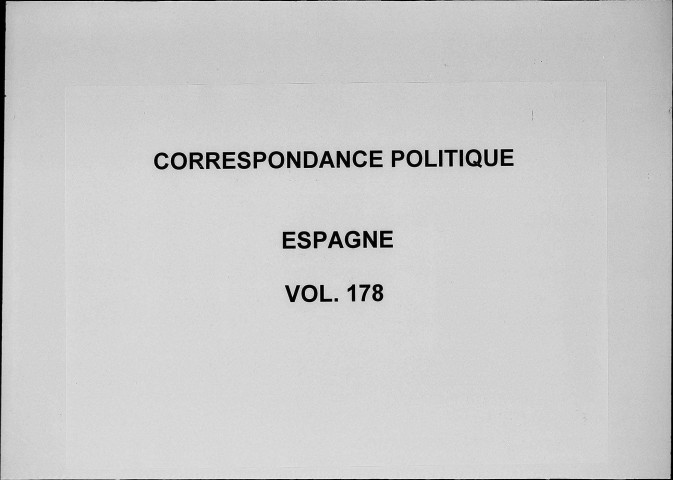 CORRESPONDANCE POLITIQUE
ESPAGNE
VOL. 178